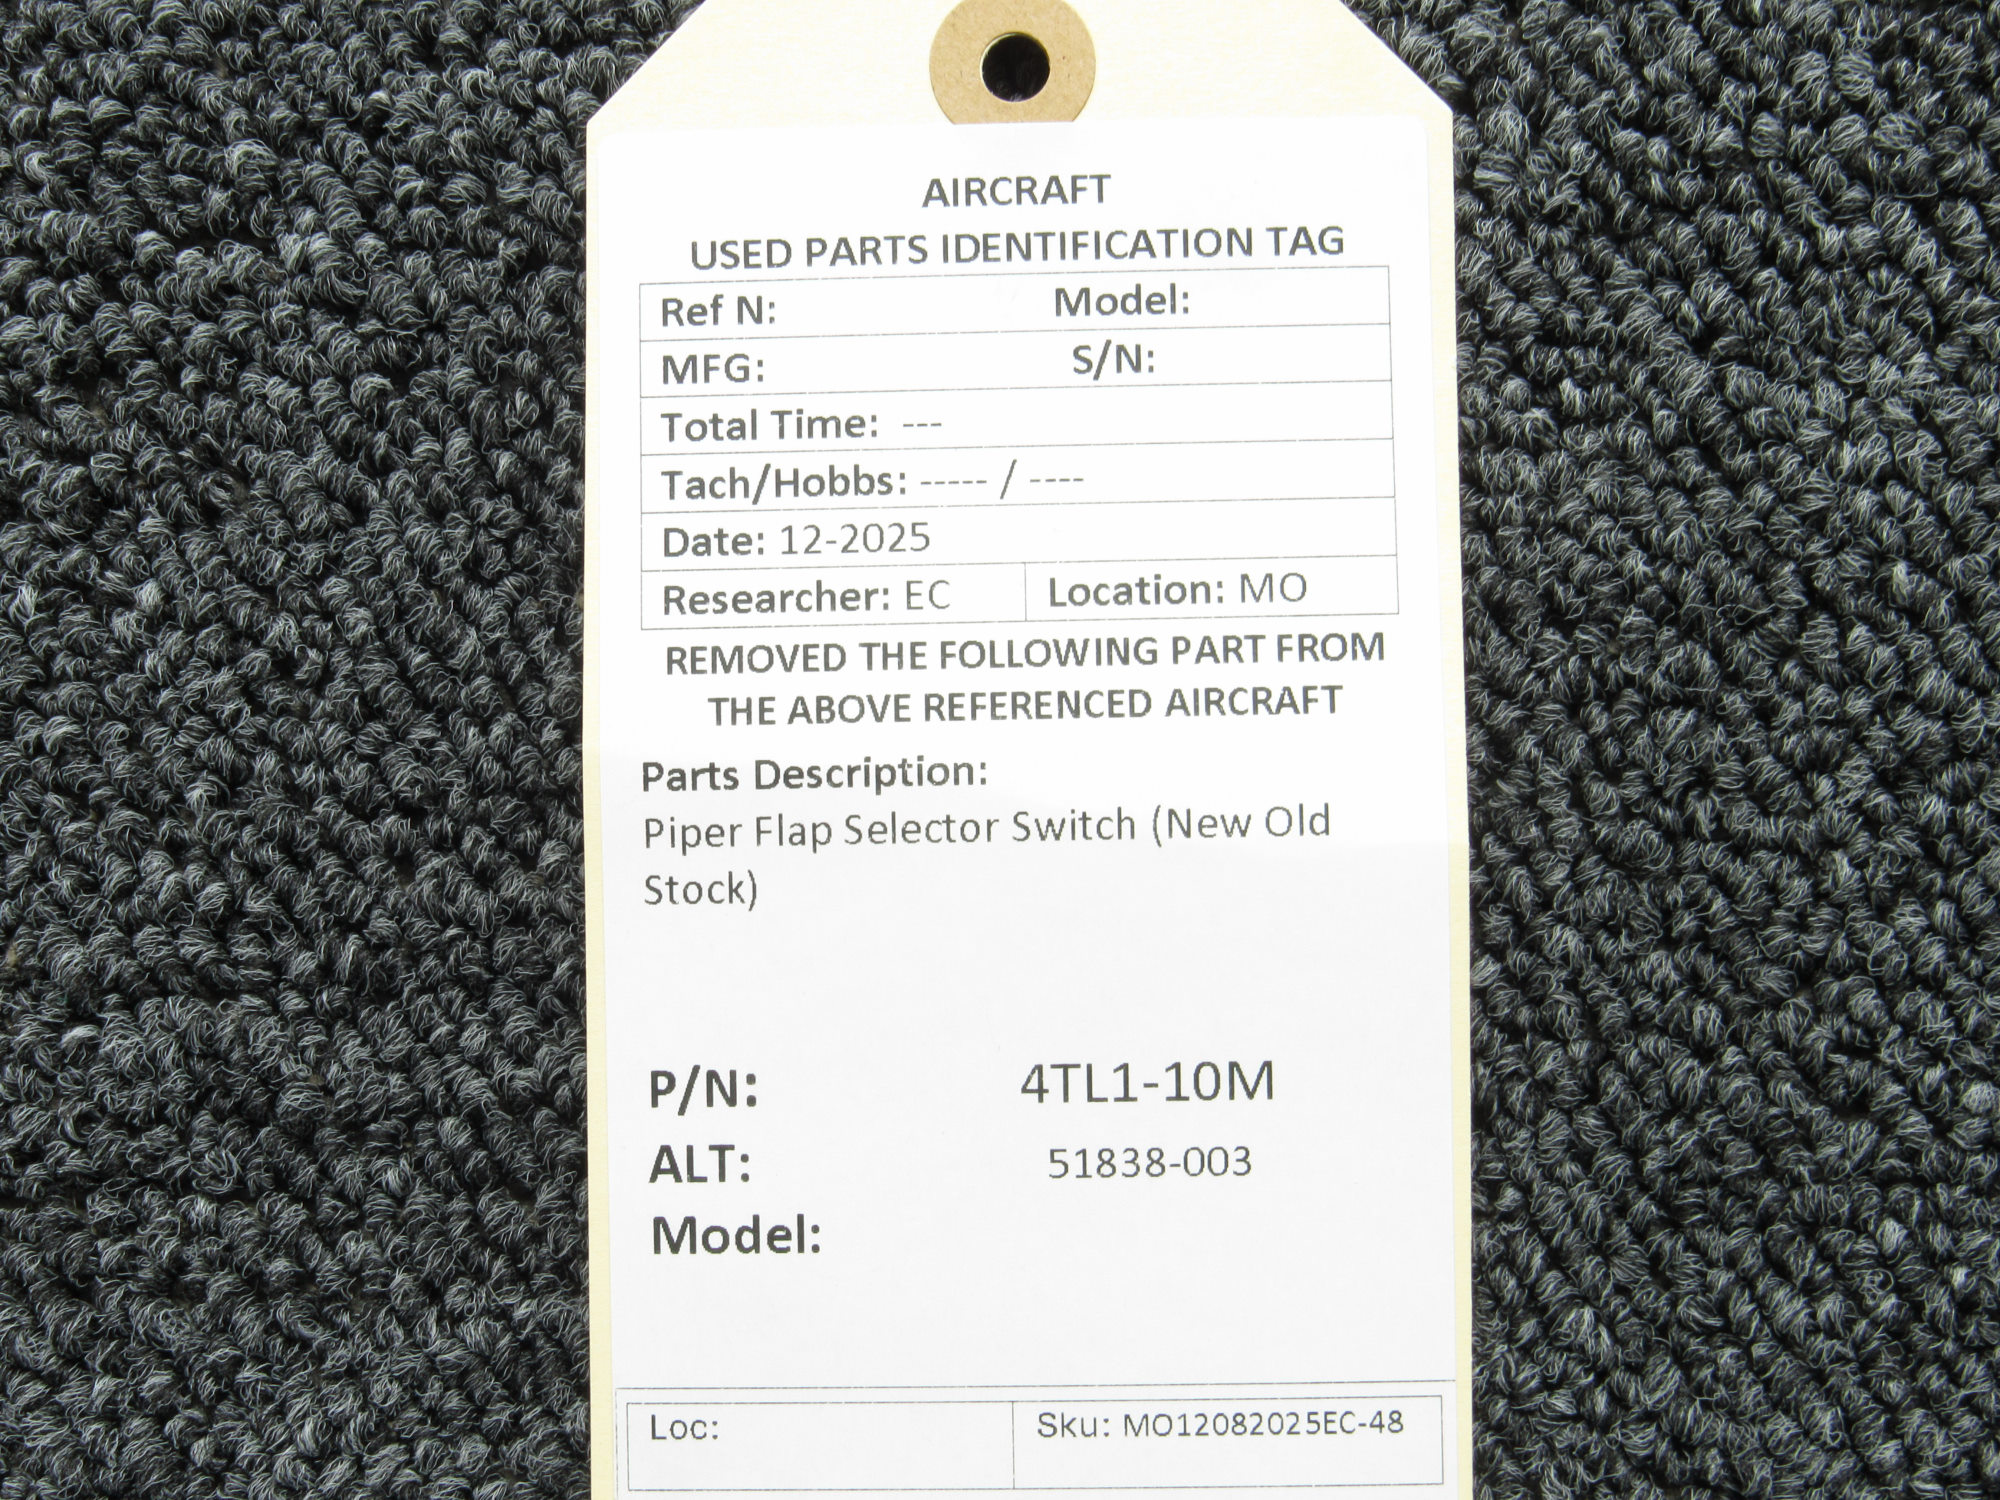 AIRCRAFT
USED PARTS IDENTIFICATION TAG
Ref N: Model:
MFG: S/N:
Total Time: ---
Tach/Hobbs: ----- / ----
Date: 12-2025
Researcher: EC Location: MO
REMOVED THE FOLLOWING PART FROM
THE ABOVE REFERENCED AIRCRAFT
Parts Description:
Piper Flap Selector Switch (New Old
Stock)
P/N: 4TL1-10M
ALT: 51838-003
Model:
Loc: Sku: MO12082025EC-48